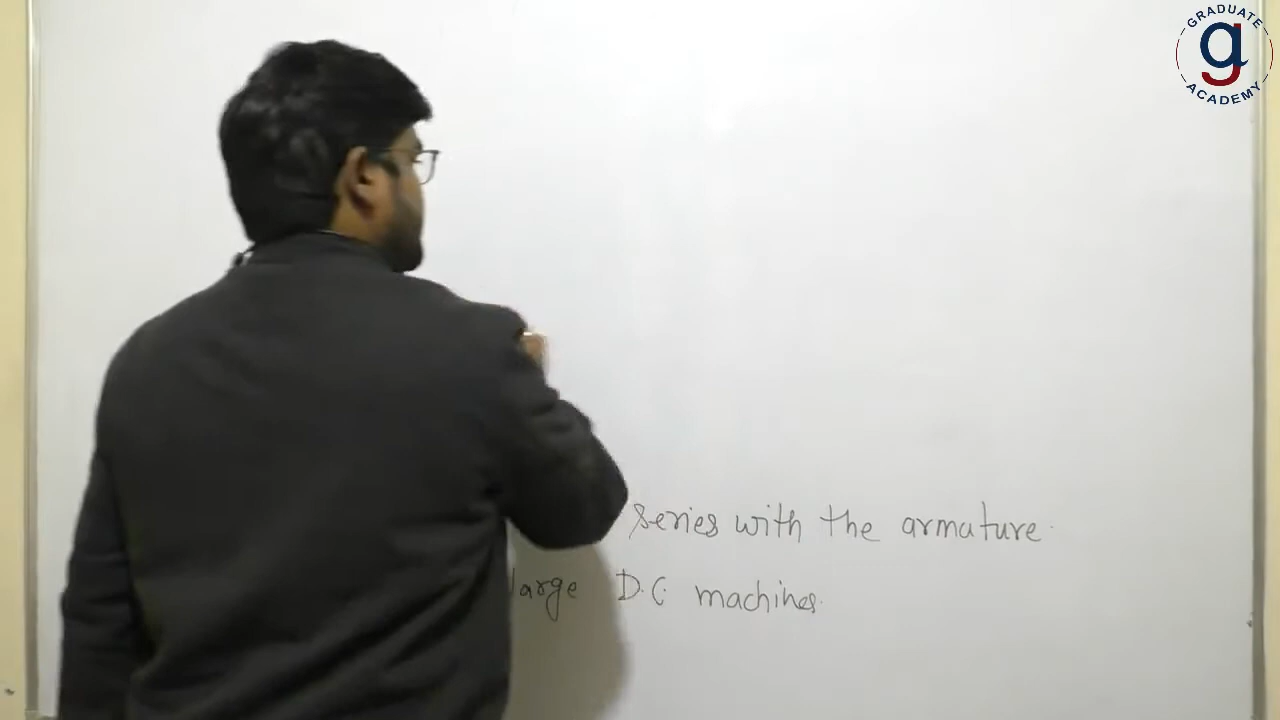 GRADUATE
ACADEMY
series with the armature.
large D.C. machines.